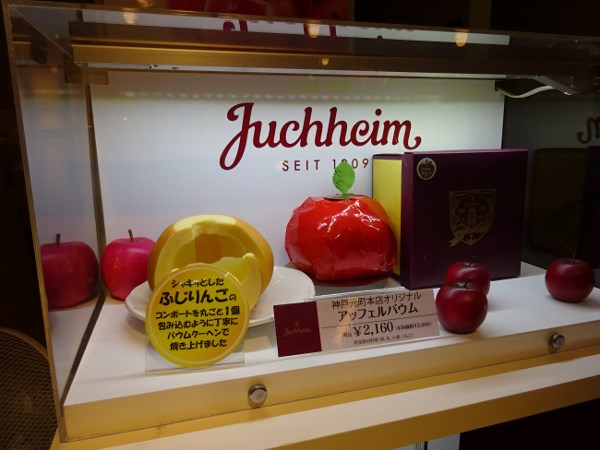 Juchheim
SEIT 1909
シャキッとした
ふじりんごの
コンポートを丸ごと1個
包み込むように丁寧に
バウムクーヘンで
焼き上げました
Juchheim
神戸元町本店オリジナル
アッフェルバウム
税込¥2,160